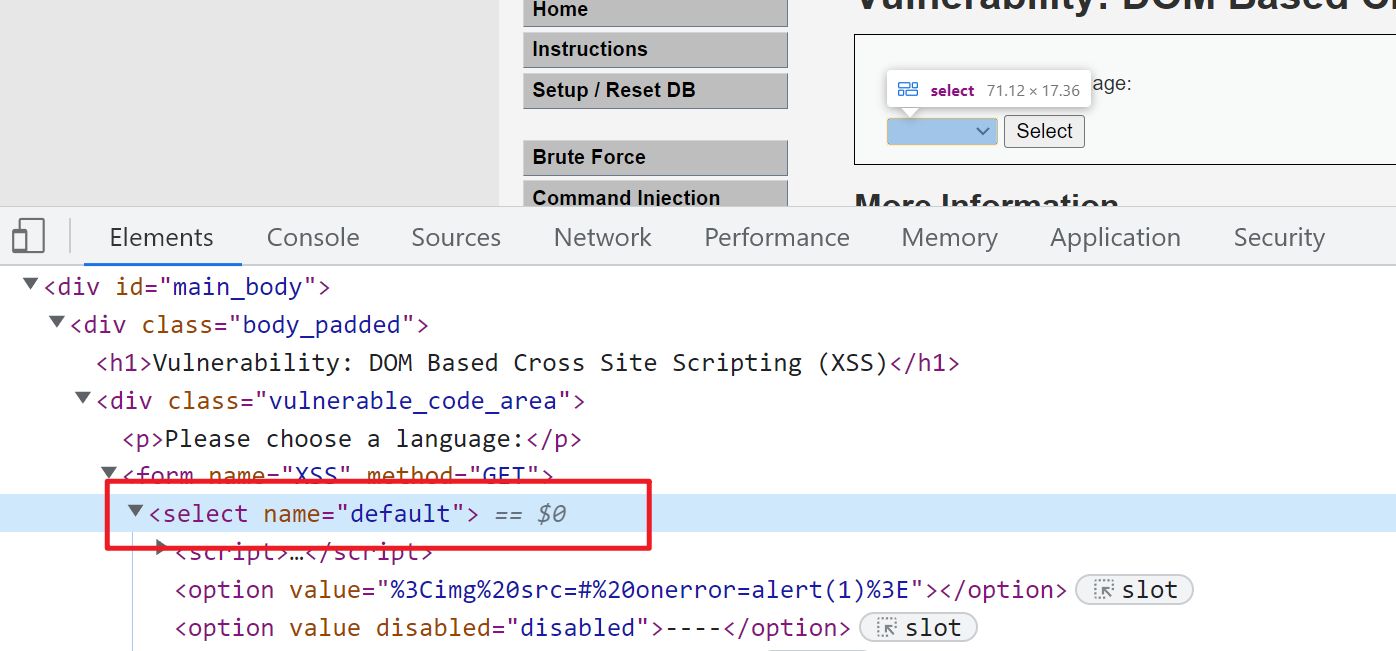 Home
Vulnerability: DOM Based
Instructions
Setup / Reset DB
select 71.12 × 17.36
age:
Select
Brute Force
Command Injection
More Information
Elements Console Sources Network Performance Memory Application Security
<div id="main_body">
<div class="body_padded">
<h1>Vulnerability: DOM Based Cross Site Scripting (XSS)</h1>
<div class="vulnerable_code_area">
<p>Please choose a language:</p>
<form name="XSS" method="GET">
<select name="default"> == $0
<script>…</script>
<option value="%3Cimg%20src=#%20onerror=alert(1)%3E"></option> slot
<option value disabled="disabled">----</option> slot